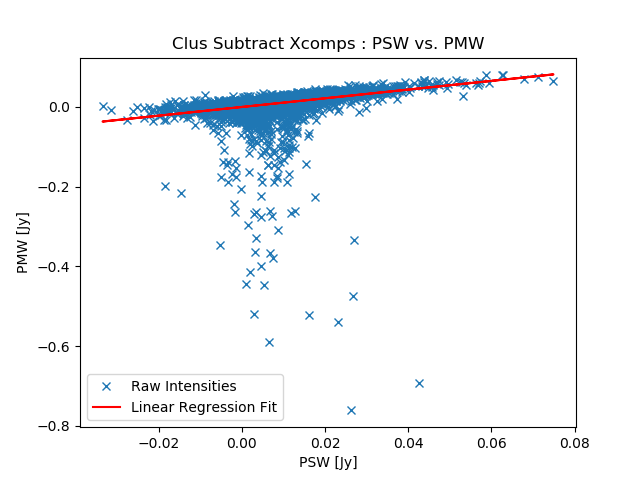 Clus Subtract Xcomps : PSW vs. PMW
0.0
−0.2
−0.4
−0.6
−0.8
PMW [Jy]
Raw Intensities
Linear Regression Fit
−0.02 0.00 0.02 0.04 0.06 0.08
PSW [Jy]